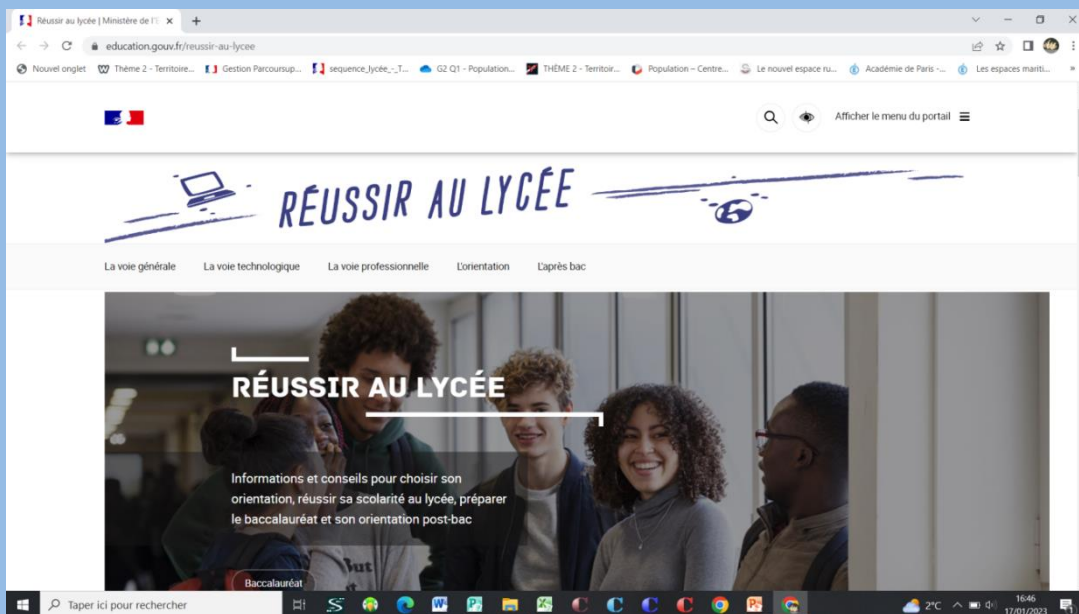 Réussir au lycée | Ministère de l'E
education.gouv.fr/reussir-au-lycee
Nouvel onglet
Thème 2 - Territoire...
Gestion Parcoursup...
sequence_lycée_-_T...
G2 Q1 - Population...
THÈME 2 - Territoir...
Population – Centre...
Le nouvel espace ru...
Académie de Paris -...
Les espaces mariti...
»
Afficher le menu du portail
RÉUSSIR AU LYCÉE
La voie générale
La voie technologique
La voie professionnelle
L'orientation
L'après bac
RÉUSSIR AU LYCÉE
Informations et conseils pour choisir son
orientation, réussir sa scolarité au lycée, préparer
le baccalauréat et son orientation post-bac
But
Baccalauréat
Taper ici pour rechercher
2°C
16:46
17/01/2023